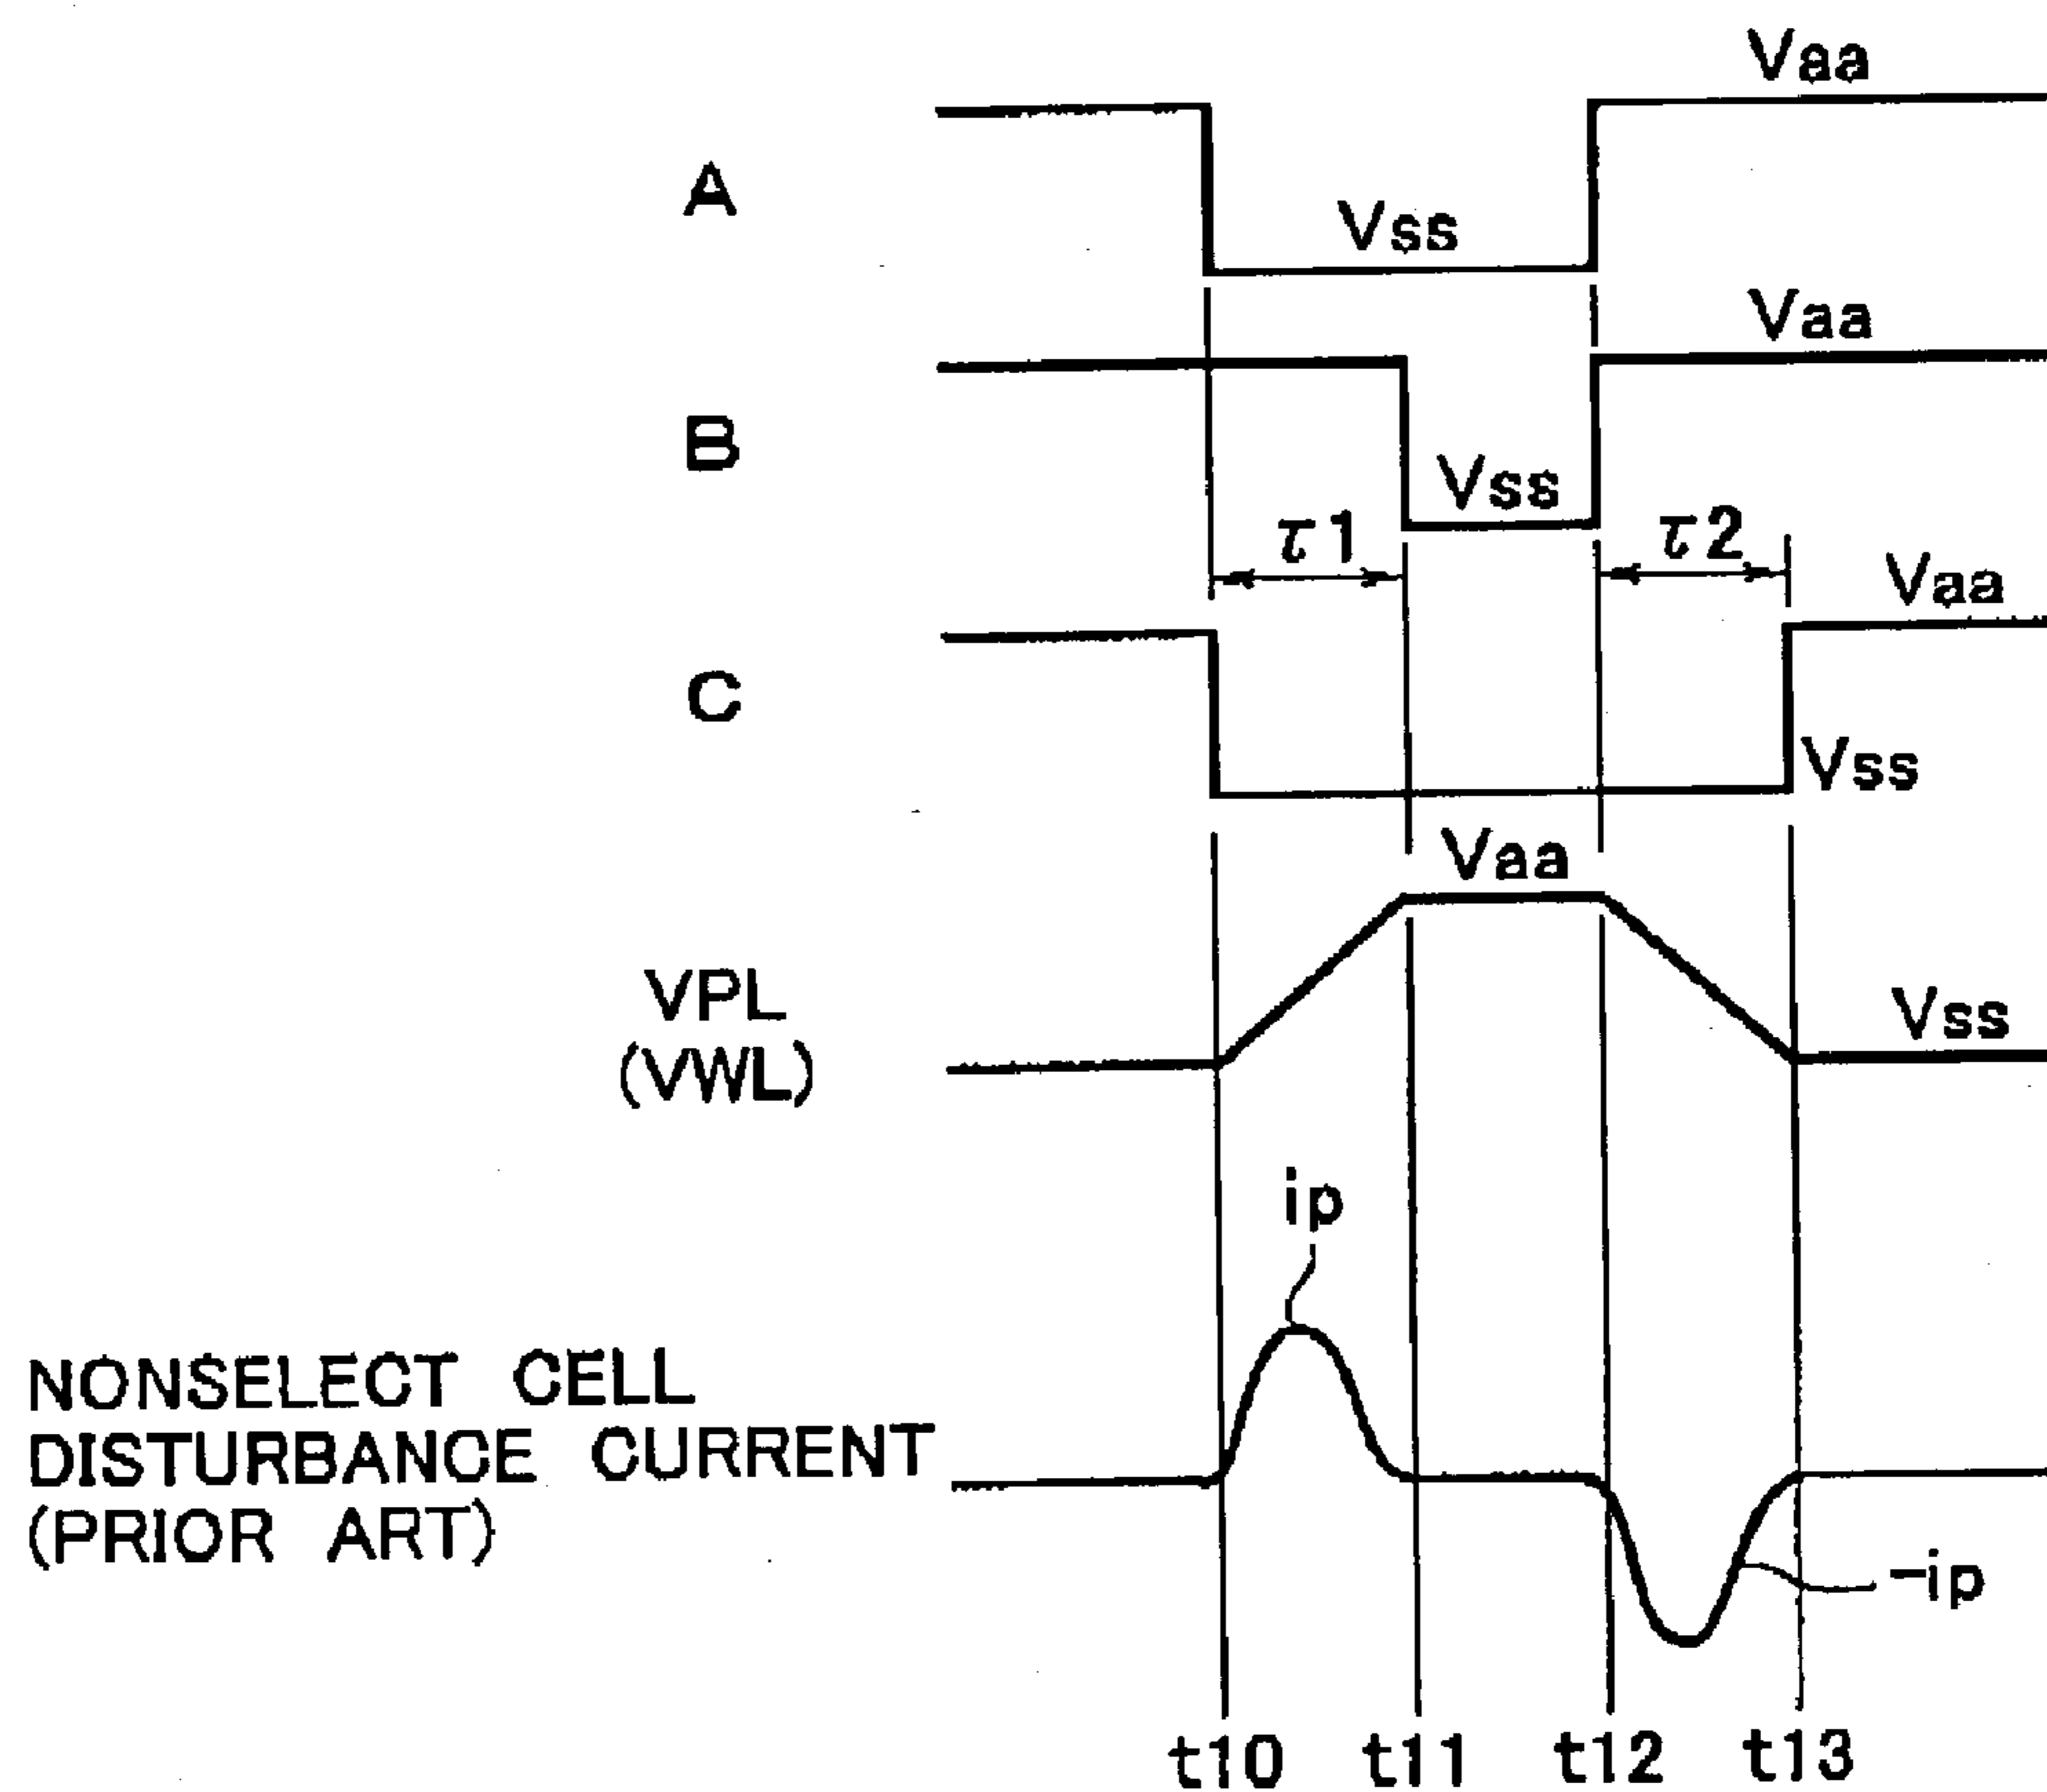 Vaa
A
Vss
Vaa
B
Vss
τ1
τ2
Vaa
C
Vss
Vaa
VPL
(VWL)
Vss
ip
NONSELECT CELL
DISTURBANCE CURRENT
(PRIOR ART)
-ip
t10 t11 t12 t13